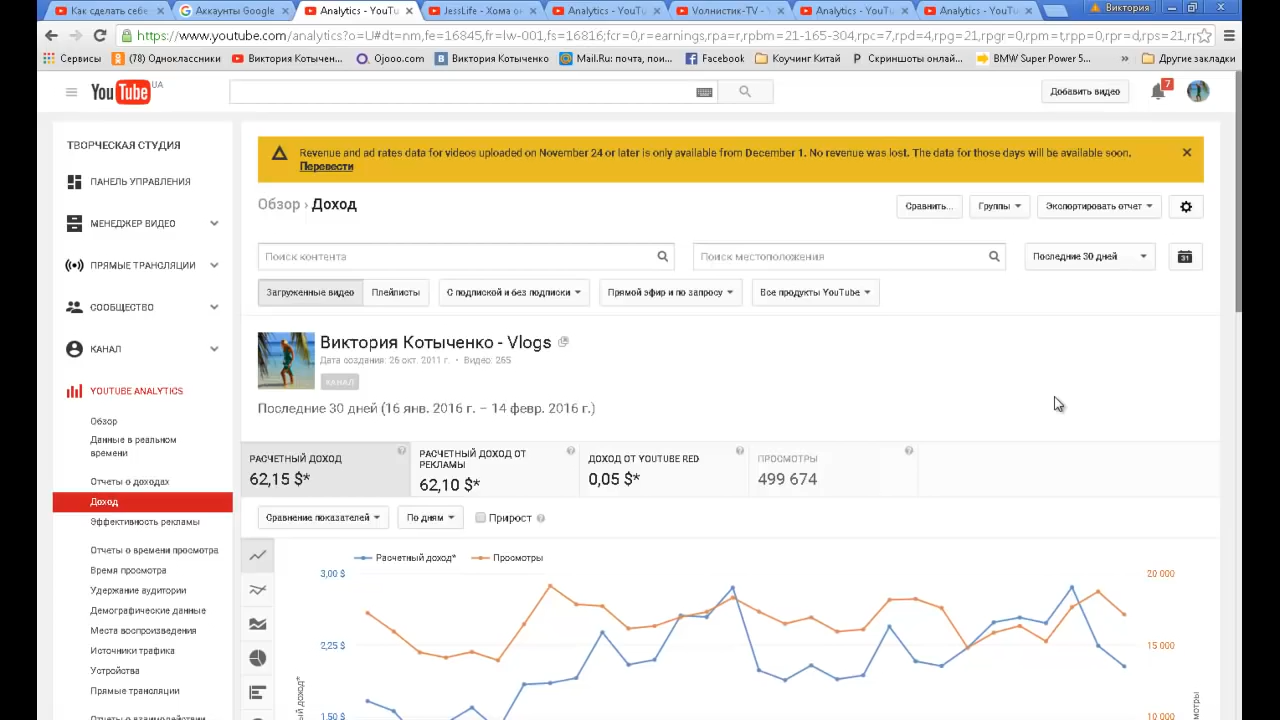 Как сделать себе
Аккаунты Google
Analytics - YouTu
JessLife - Хома ог
Analytics - YouTu
Волнистик-TV -
Analytics - YouTu
Analytics - YouTu
Виктория
https://www.youtube.com/analytics?o=U#dt=nm,fe=16845,fr=lw-001,fs=16816;fcr=0,r=earnings,rpa=r,rpbm=21-165-304,rpc=7,rpd=4,rpg=21,rpgr=0,rpm=t,rpp=0,rpr=d,rps=21,rp
Сервисы
(78) Одноклассники
Виктория Котычен...
Ojooo.com
Виктория Котыченко
Mail.Ru: почта, пои...
Facebook
Коучинг Китай
Скриншоты онлай...
BMW Super Power 5...
»
Другие закладки
YouTube UA
Добавить видео
7
ТВОРЧЕСКАЯ СТУДИЯ
ПАНЕЛЬ УПРАВЛЕНИЯ
МЕНЕДЖЕР ВИДЕО
ПРЯМЫЕ ТРАНСЛЯЦИИ
СООБЩЕСТВО
КАНАЛ
YOUTUBE ANALYTICS
Обзор
Данные в реальном
времени
Отчеты о доходах
Доход
Эффективность рекламы
Отчеты о времени просмотра
Время просмотра
Удержание аудитории
Демографические данные
Места воспроизведения
Источники трафика
Устройства
Прямые трансляции
Отчеты о взаимодействии
Revenue and ad rates data for videos uploaded on November 24 or later is only available from December 1. No revenue was lost. The data for those days will be available soon.
Перевести
Обзор › Доход
Сравнить...
Группы
Экспортировать отчет
Поиск контента
Поиск местоположения
Последние 30 дней
31
Загруженные видео
Плейлисты
С подпиской и без подписки
Прямой эфир и по запросу
Все продукты YouTube
Виктория Котыченко - Vlogs
Дата создания: 26 окт. 2011 г. • Видео: 265
КАНАЛ
Последние 30 дней (16 янв. 2016 г. – 14 февр. 2016 г.)
РАСЧЕТНЫЙ ДОХОД
62,15 $*
РАСЧЕТНЫЙ ДОХОД ОТ
РЕКЛАМЫ
62,10 $*
ДОХОД ОТ YOUTUBE RED
0,05 $*
ПРОСМОТРЫ
499 674
Сравнение показателей
По дням
Прирост
Расчетный доход*
Просмотры
3,00 $
2,25 $
1,50 $
20 000
15 000
10 000
ый доход*
мотры